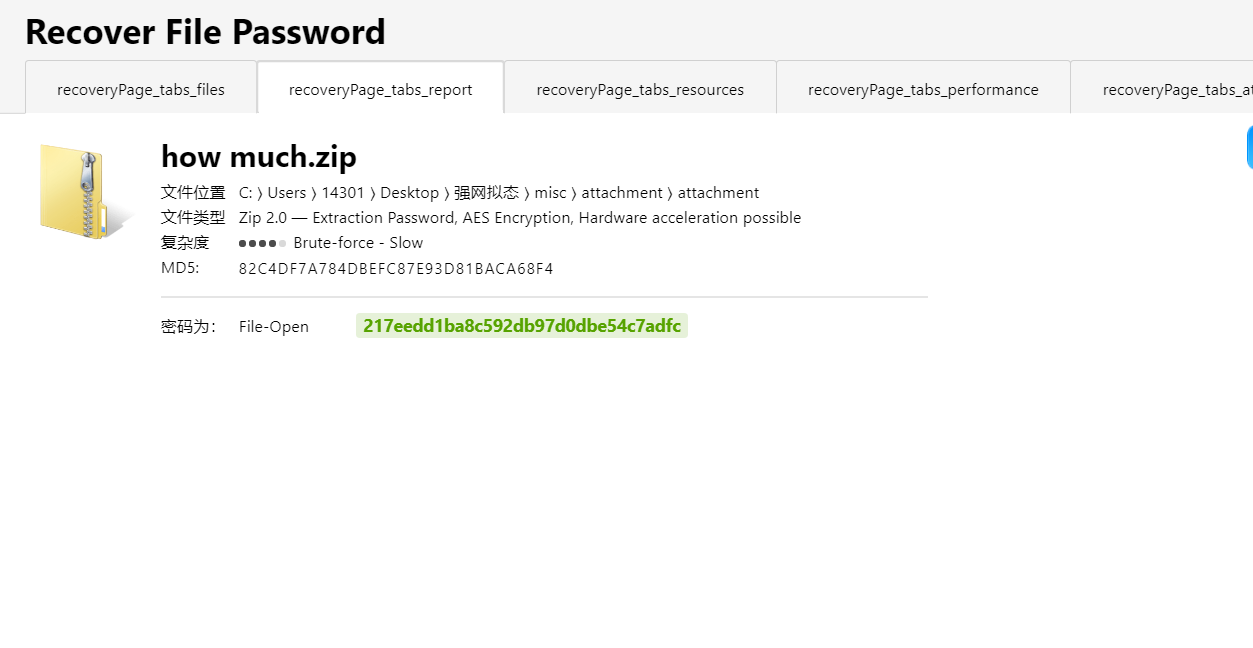 Recover File Password
recoveryPage_tabs_files recoveryPage_tabs_report recoveryPage_tabs_resources recoveryPage_tabs_performance
how much.zip
文件位置 C: 〉Users 〉14301 〉Desktop 〉强网拟态 〉misc 〉attachment 〉attachment
文件类型 Zip 2.0 — Extraction Password, AES Encryption, Hardware acceleration possible
复杂度 Brute-force - Slow
MD5: 82C4DF7A784DBEFC87E93D81BACA68F4
密码为： File-Open 217eedd1ba8c592db97d0dbe54c7adfc